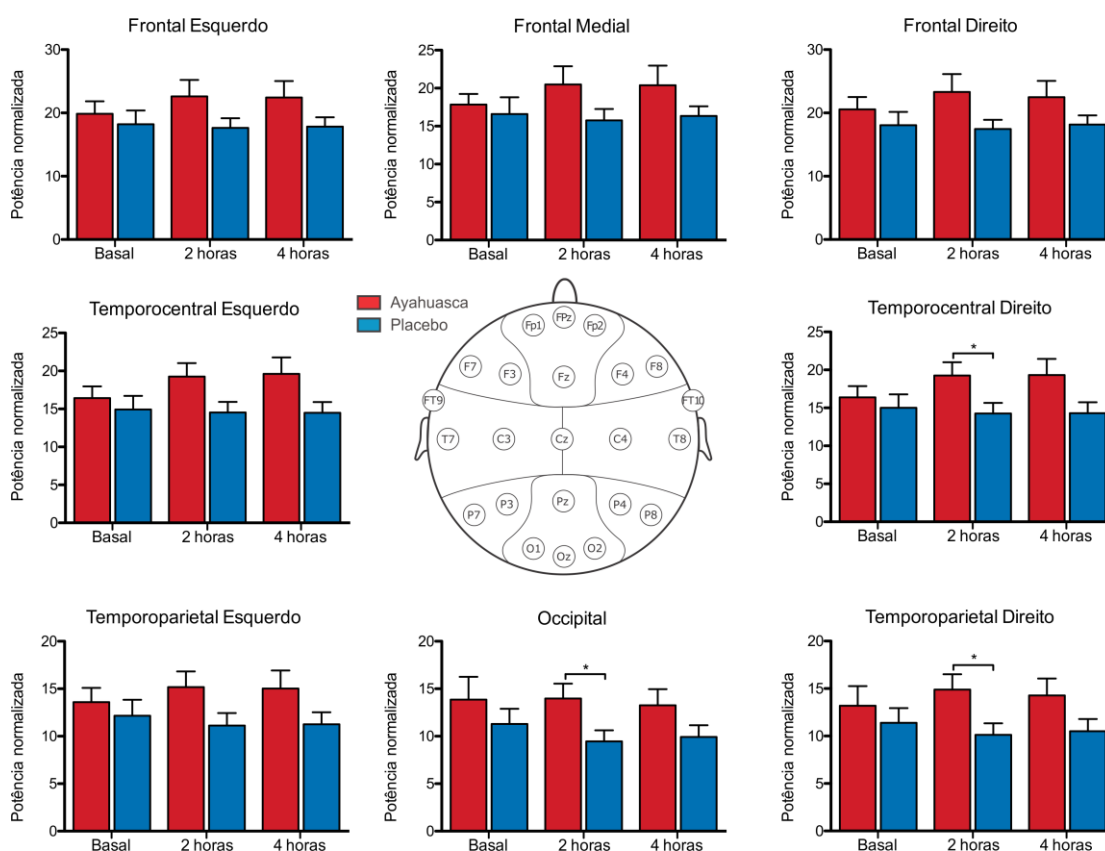 Frontal Esquerdo
Potência normalizada
30
20
10
0
Basal 2 horas 4 horas
Frontal Medial
Potência normalizada
25
20
15
10
5
0
Basal 2 horas 4 horas
Frontal Direito
Potência normalizada
30
20
10
0
Basal 2 horas 4 horas
Temporocentral Esquerdo
Potência normalizada
25
20
15
10
5
0
Basal 2 horas 4 horas
Ayahuasca
Placebo
FPz
Fp1 Fp2
F7 F3 Fz F4 F8
FT9 FT10
T7 C3 Cz C4 T8
P7 P3 Pz P4 P8
O1 Oz O2
Temporocentral Direito
Potência normalizada
25
20
15
10
5
0
*
Basal 2 horas 4 horas
Temporoparietal Esquerdo
Potência normalizada
20
15
10
5
0
Basal 2 horas 4 horas
Occipital
Potência normalizada
20
15
10
5
0
*
Basal 2 horas 4 horas
Temporoparietal Direito
Potência normalizada
20
15
10
5
0
*
Basal 2 horas 4 horas